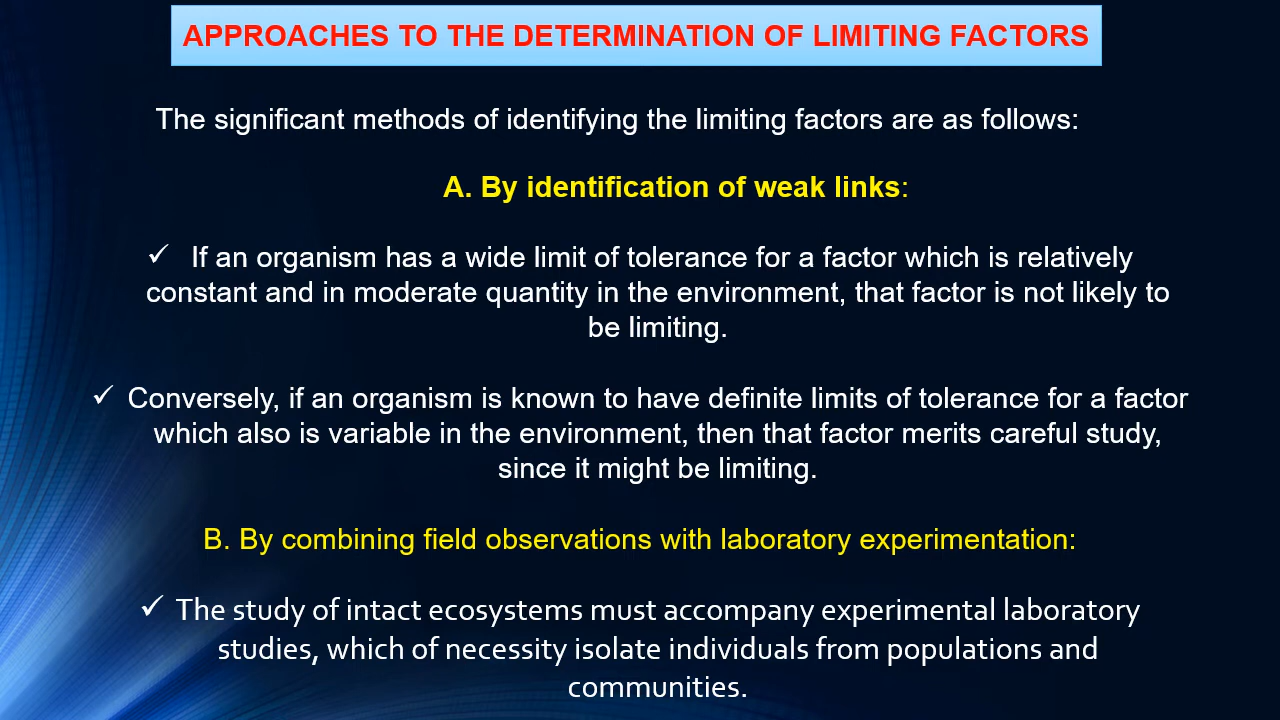 APPROACHES TO THE DETERMINATION OF LIMITING FACTORS
The significant methods of identifying the limiting factors are as follows:
A. By identification of weak links:
✓ If an organism has a wide limit of tolerance for a factor which is relatively
constant and in moderate quantity in the environment, that factor is not likely to
be limiting.
✓ Conversely, if an organism is known to have definite limits of tolerance for a factor
which also is variable in the environment, then that factor merits careful study,
since it might be limiting.
B. By combining field observations with laboratory experimentation:
✓ The study of intact ecosystems must accompany experimental laboratory
studies, which of necessity isolate individuals from populations and
communities.